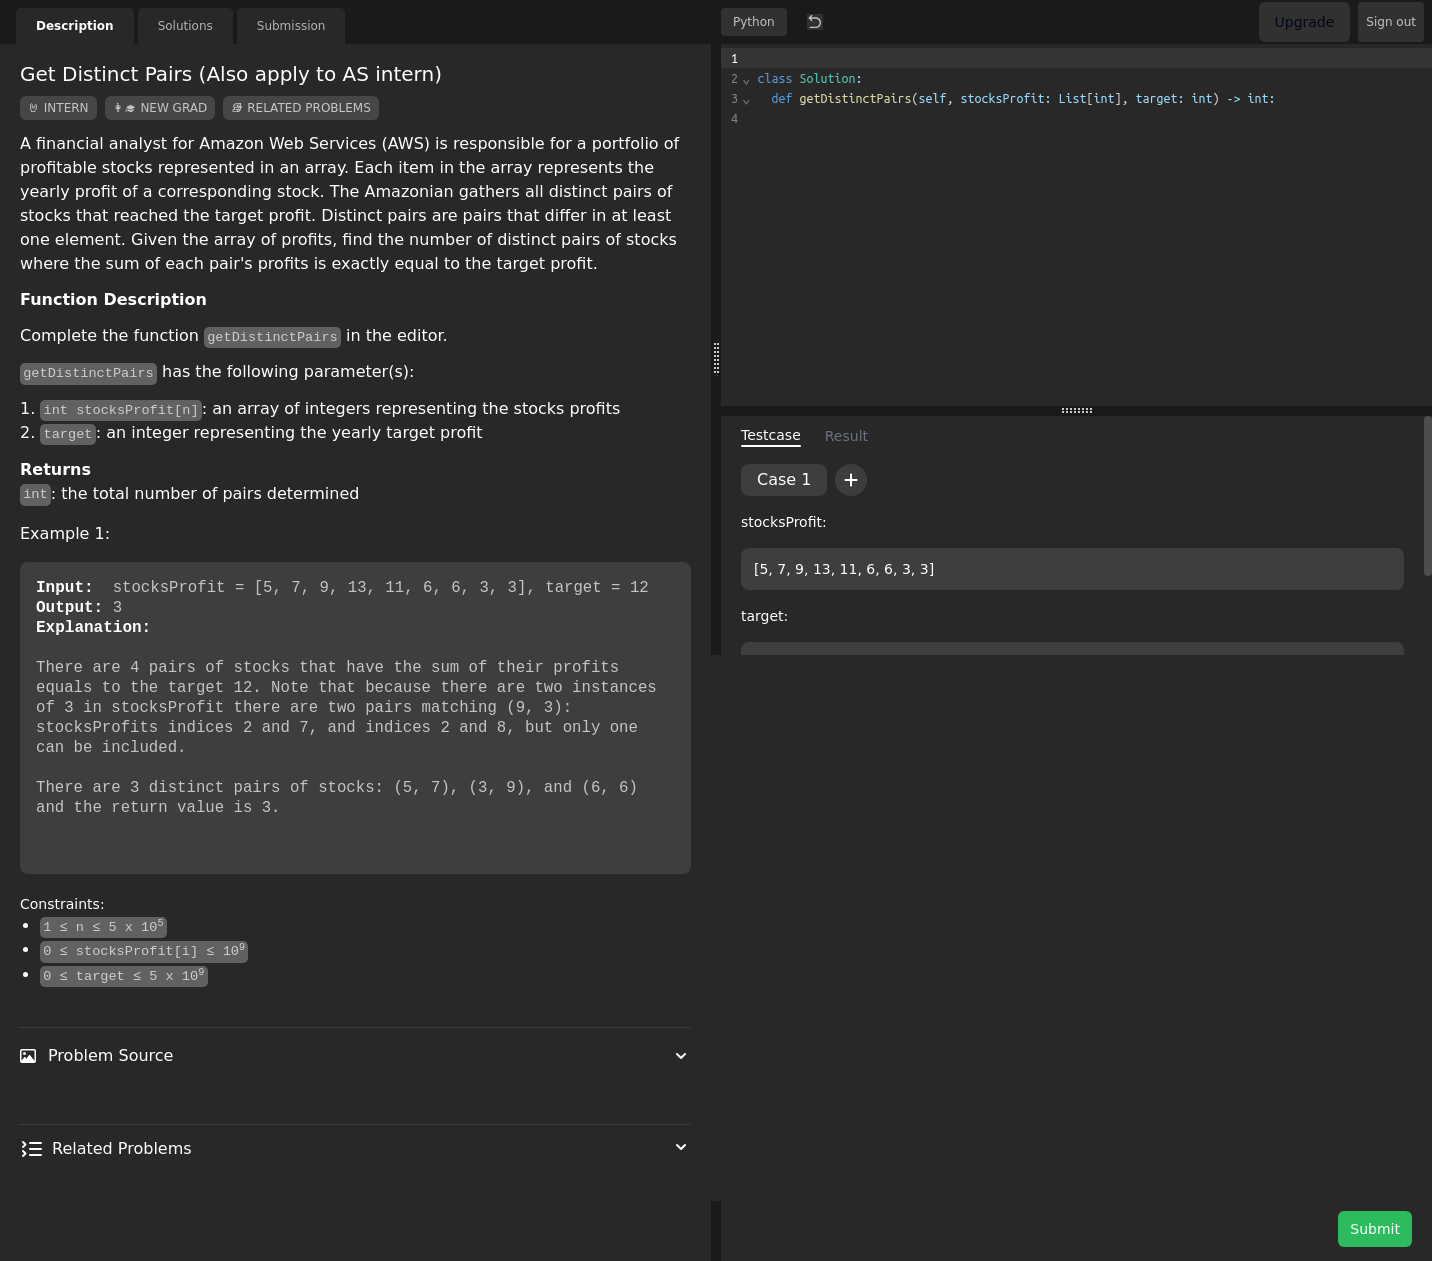 Description
Solutions
Submission
Python
Upgrade
Sign out
Get Distinct Pairs (Also apply to AS intern)
INTERN
NEW GRAD
RELATED PROBLEMS
A financial analyst for Amazon Web Services (AWS) is responsible for a portfolio of
profitable stocks represented in an array. Each item in the array represents the
yearly profit of a corresponding stock. The Amazonian gathers all distinct pairs of
stocks that reached the target profit. Distinct pairs are pairs that differ in at least
one element. Given the array of profits, find the number of distinct pairs of stocks
where the sum of each pair's profits is exactly equal to the target profit.
Function Description
Complete the function getDistinctPairs in the editor.
getDistinctPairs has the following parameter(s):
1. int stocksProfit[n]: an array of integers representing the stocks profits
2. target: an integer representing the yearly target profit
Returns
int: the total number of pairs determined
Example 1:
Input:  stocksProfit = [5, 7, 9, 13, 11, 6, 6, 3, 3], target = 12
Output: 3
Explanation:
There are 4 pairs of stocks that have the sum of their profits
equals to the target 12. Note that because there are two instances
of 3 in stocksProfit there are two pairs matching (9, 3):
stocksProfits indices 2 and 7, and indices 2 and 8, but only one
can be included.
There are 3 distinct pairs of stocks: (5, 7), (3, 9), and (6, 6)
and the return value is 3.
Constraints:
1 ≤ n ≤ 5 x 10⁵
0 ≤ stocksProfit[i] ≤ 10⁹
0 ≤ target ≤ 5 x 10⁹
Problem Source
Related Problems
1
2 class Solution:
3 def getDistinctPairs(self, stocksProfit: List[int], target: int) -> int:
4
Testcase
Result
Case 1
+
stocksProfit:
[5, 7, 9, 13, 11, 6, 6, 3, 3]
target:
Submit